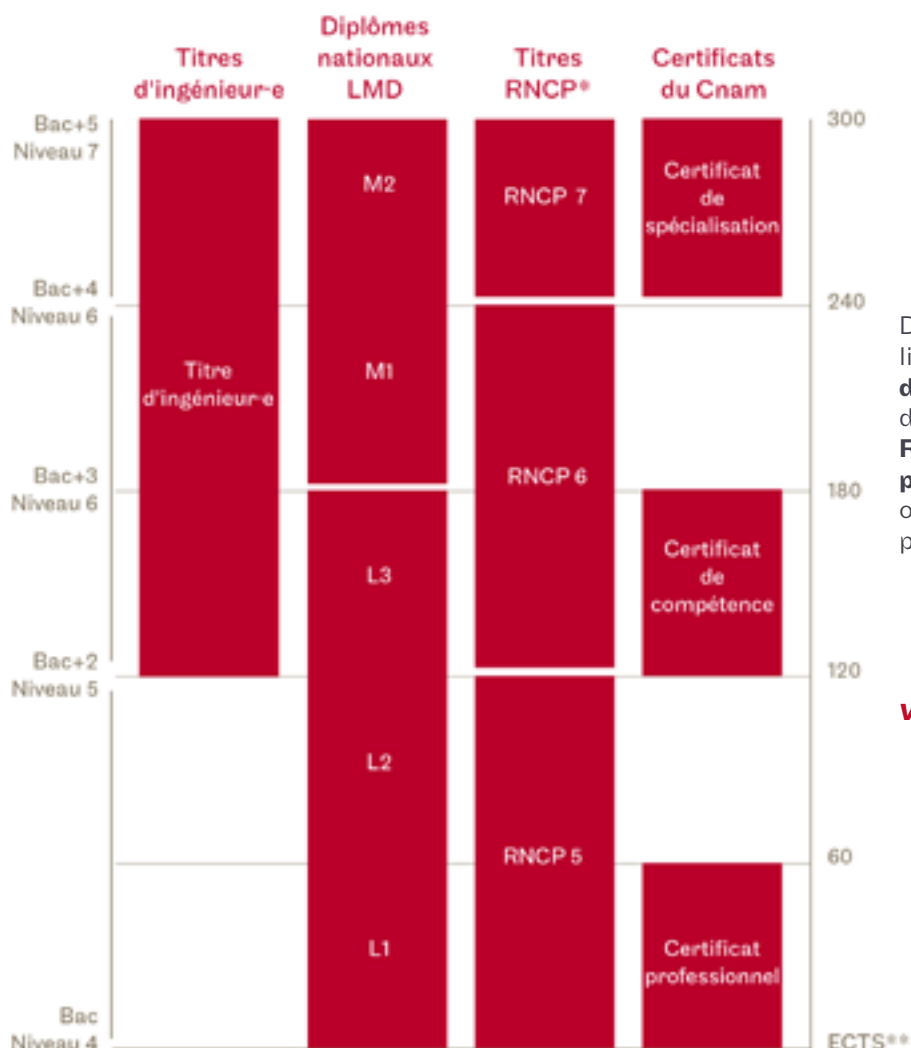 Titres
d'ingénieur·e
Diplômes
nationaux
LMD
Titres
RNCP*
Certificats
du Cnam
Bac+5
Niveau 7
300
M2
RNCP 7
Certificat
de
spécialisation
Bac+4
Niveau 6
240
Titre
d'ingénieur·e
M1
RNCP 6
Bac+3
Niveau 6
180
L3
Certificat
de
compétence
Bac+2
Niveau 5
120
L2
RNCP 5
60
L1
Certificat
professionnel
Bac
Niveau 4
ECTS**